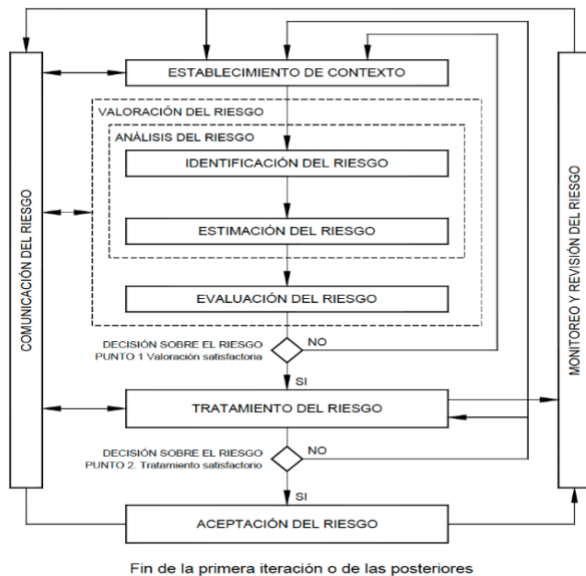 ESTABLECIMIENTO DE CONTEXTO
VALORACIÓN DEL RIESGO
ANÁLISIS DEL RIESGO
IDENTIFICACIÓN DEL RIESGO
ESTIMACIÓN DEL RIESGO
EVALUACIÓN DEL RIESGO
DECISIÓN SOBRE EL RIESGO
PUNTO 1 Valoración satisfactoria
NO
SI
TRATAMIENTO DEL RIESGO
DECISIÓN SOBRE EL RIESGO
PUNTO 2. Tratamiento satisfactorio
NO
SI
ACEPTACIÓN DEL RIESGO
COMUNICACIÓN DEL RIESGO
MONITOREO Y REVISIÓN DEL RIESGO
Fin de la primera iteración o de las posteriores